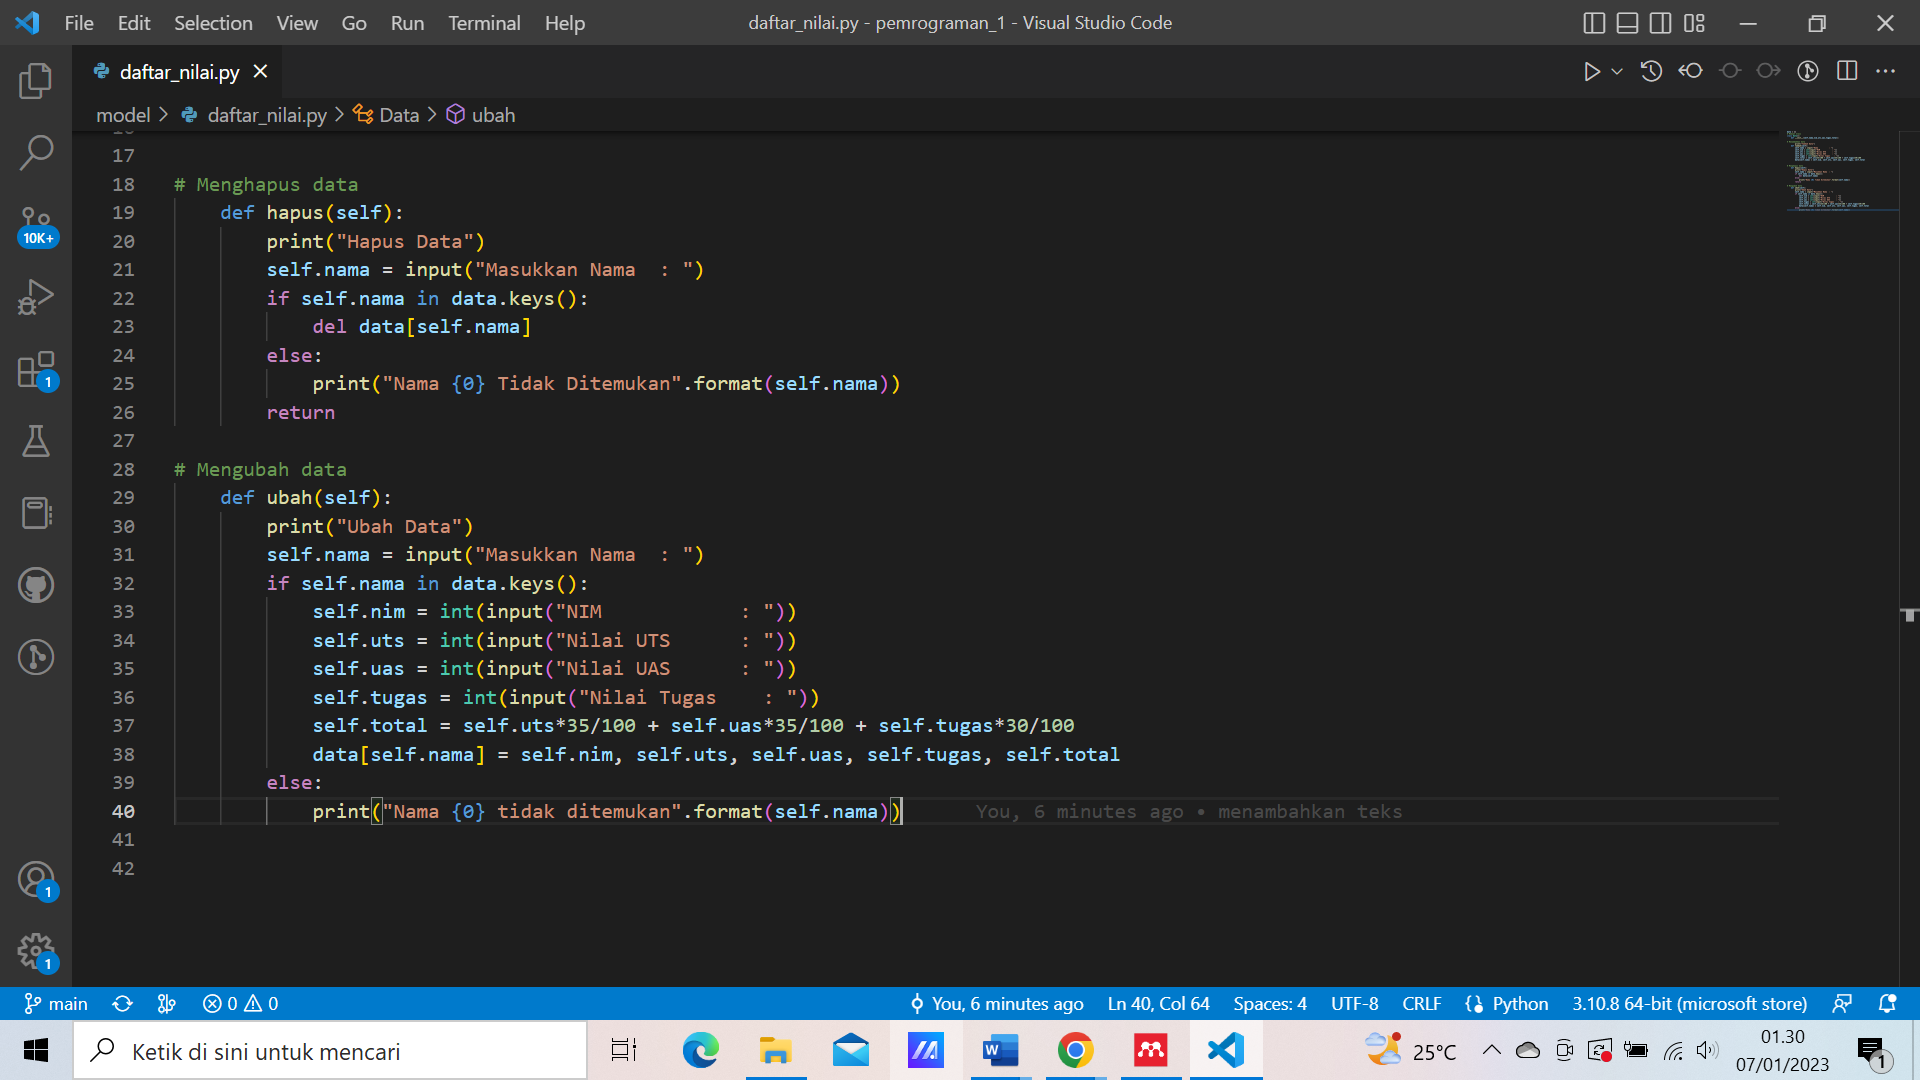 File Edit Selection View Go Run Terminal Help
daftar_nilai.py - pemrograman_1 - Visual Studio Code
daftar_nilai.py
model > daftar_nilai.py > Data > ubah
17
18 # Menghapus data
19 def hapus(self):
20 print("Hapus Data")
21 self.nama = input("Masukkan Nama  : ")
22 if self.nama in data.keys():
23 del data[self.nama]
24 else:
25 print("Nama {0} Tidak Ditemukan".format(self.nama))
26 return
27
28 # Mengubah data
29 def ubah(self):
30 print("Ubah Data")
31 self.nama = input("Masukkan Nama  : ")
32 if self.nama in data.keys():
33 self.nim = int(input("NIM            : "))
34 self.uts = int(input("Nilai UTS      : "))
35 self.uas = int(input("Nilai UAS      : "))
36 self.tugas = int(input("Nilai Tugas    : "))
37 self.total = self.uts*35/100 + self.uas*35/100 + self.tugas*30/100
38 data[self.nama] = self.nim, self.uts, self.uas, self.tugas, self.total
39 else:
40 print("Nama {0} tidak ditemukan".format(self.nama)) You, 6 minutes ago • menambahkan teks
41
42
10K+
1
1
1
main 0 0 You, 6 minutes ago Ln 40, Col 64 Spaces: 4 UTF-8 CRLF Python 3.10.8 64-bit (microsoft store)
Ketik di sini untuk mencari
25°C
01.30
07/01/2023
1